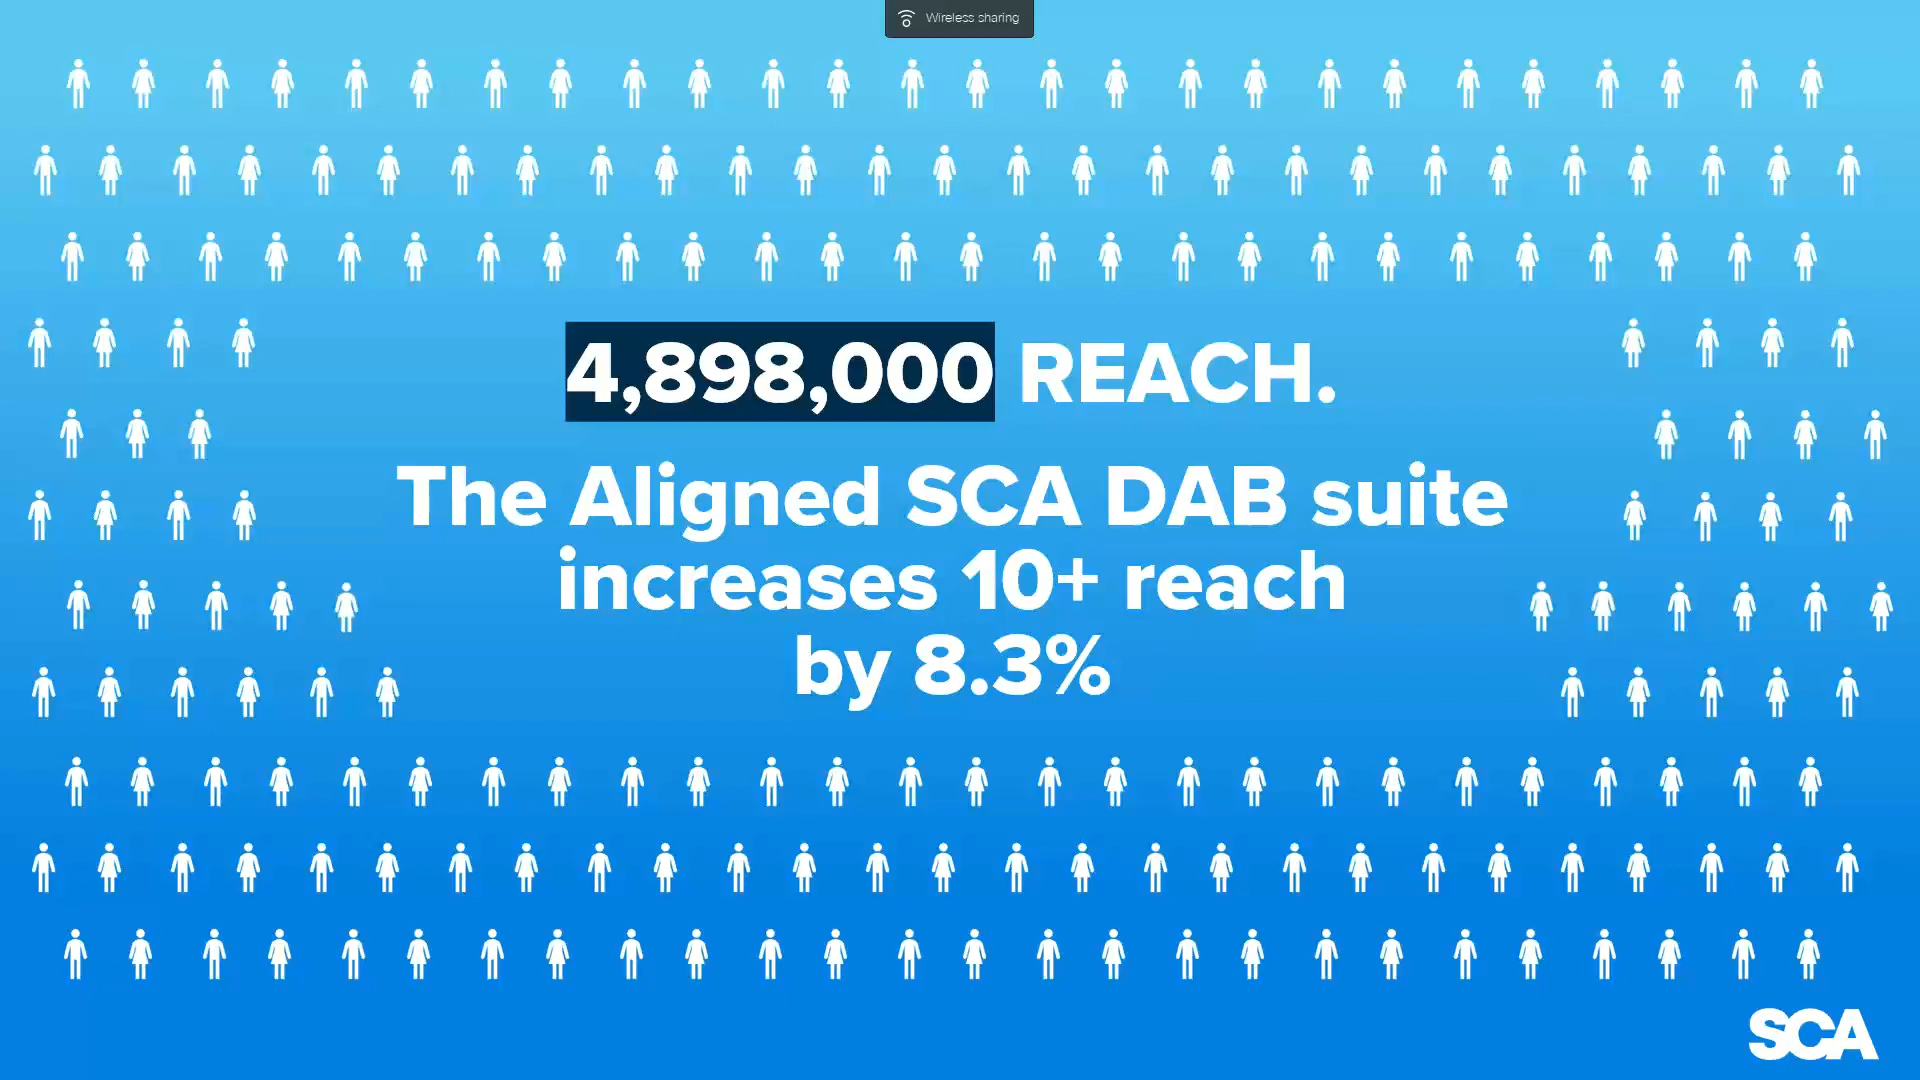 Wireless sharing
4,898,000 REACH.
The Aligned SCA DAB suite
increases 10+ reach
by 8.3%
SCA